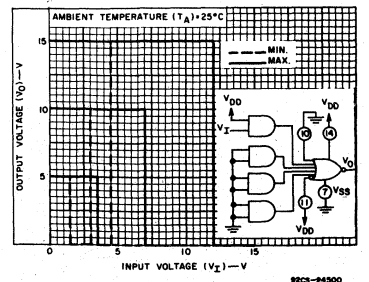 AMBIENT TEMPERATURE (TA)=25°C
MIN.
MAX.
OUTPUT VOLTAGE (VO)—V
15
10
5
0
5
10
15
INPUT VOLTAGE (VI)—V
VDD
VI
10
VDD
14
VO
7
VSS
11
VDD
92CS-24500